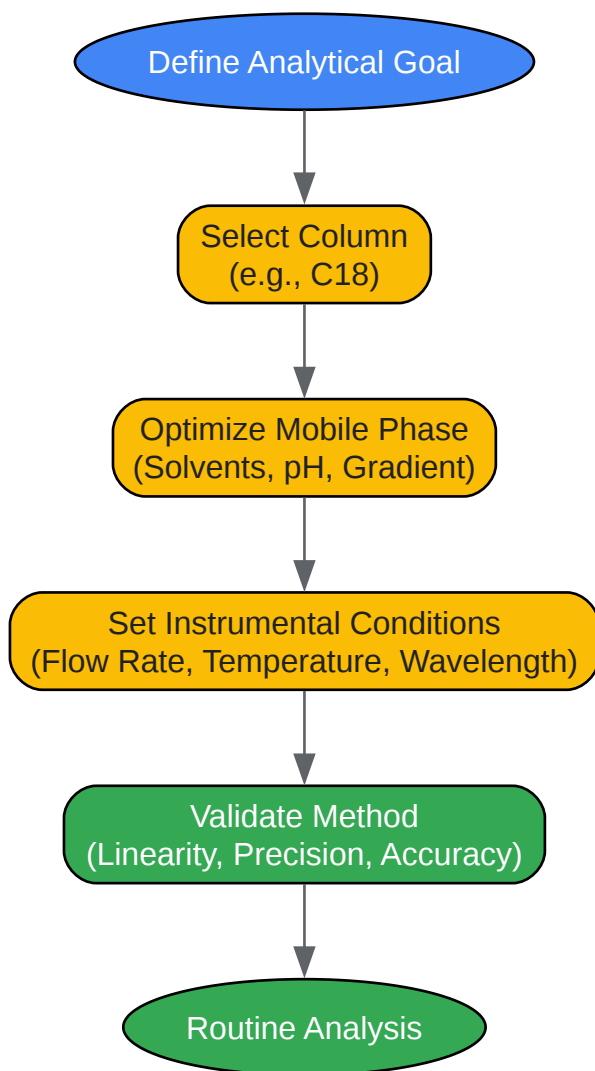 Define Analytical Goal
Select Column
(e.g., C18)
Optimize Mobile Phase
(Solvents, pH, Gradient)
Set Instrumental Conditions
(Flow Rate, Temperature, Wavelength)
Validate Method
(Linearity, Precision, Accuracy)
Routine Analysis